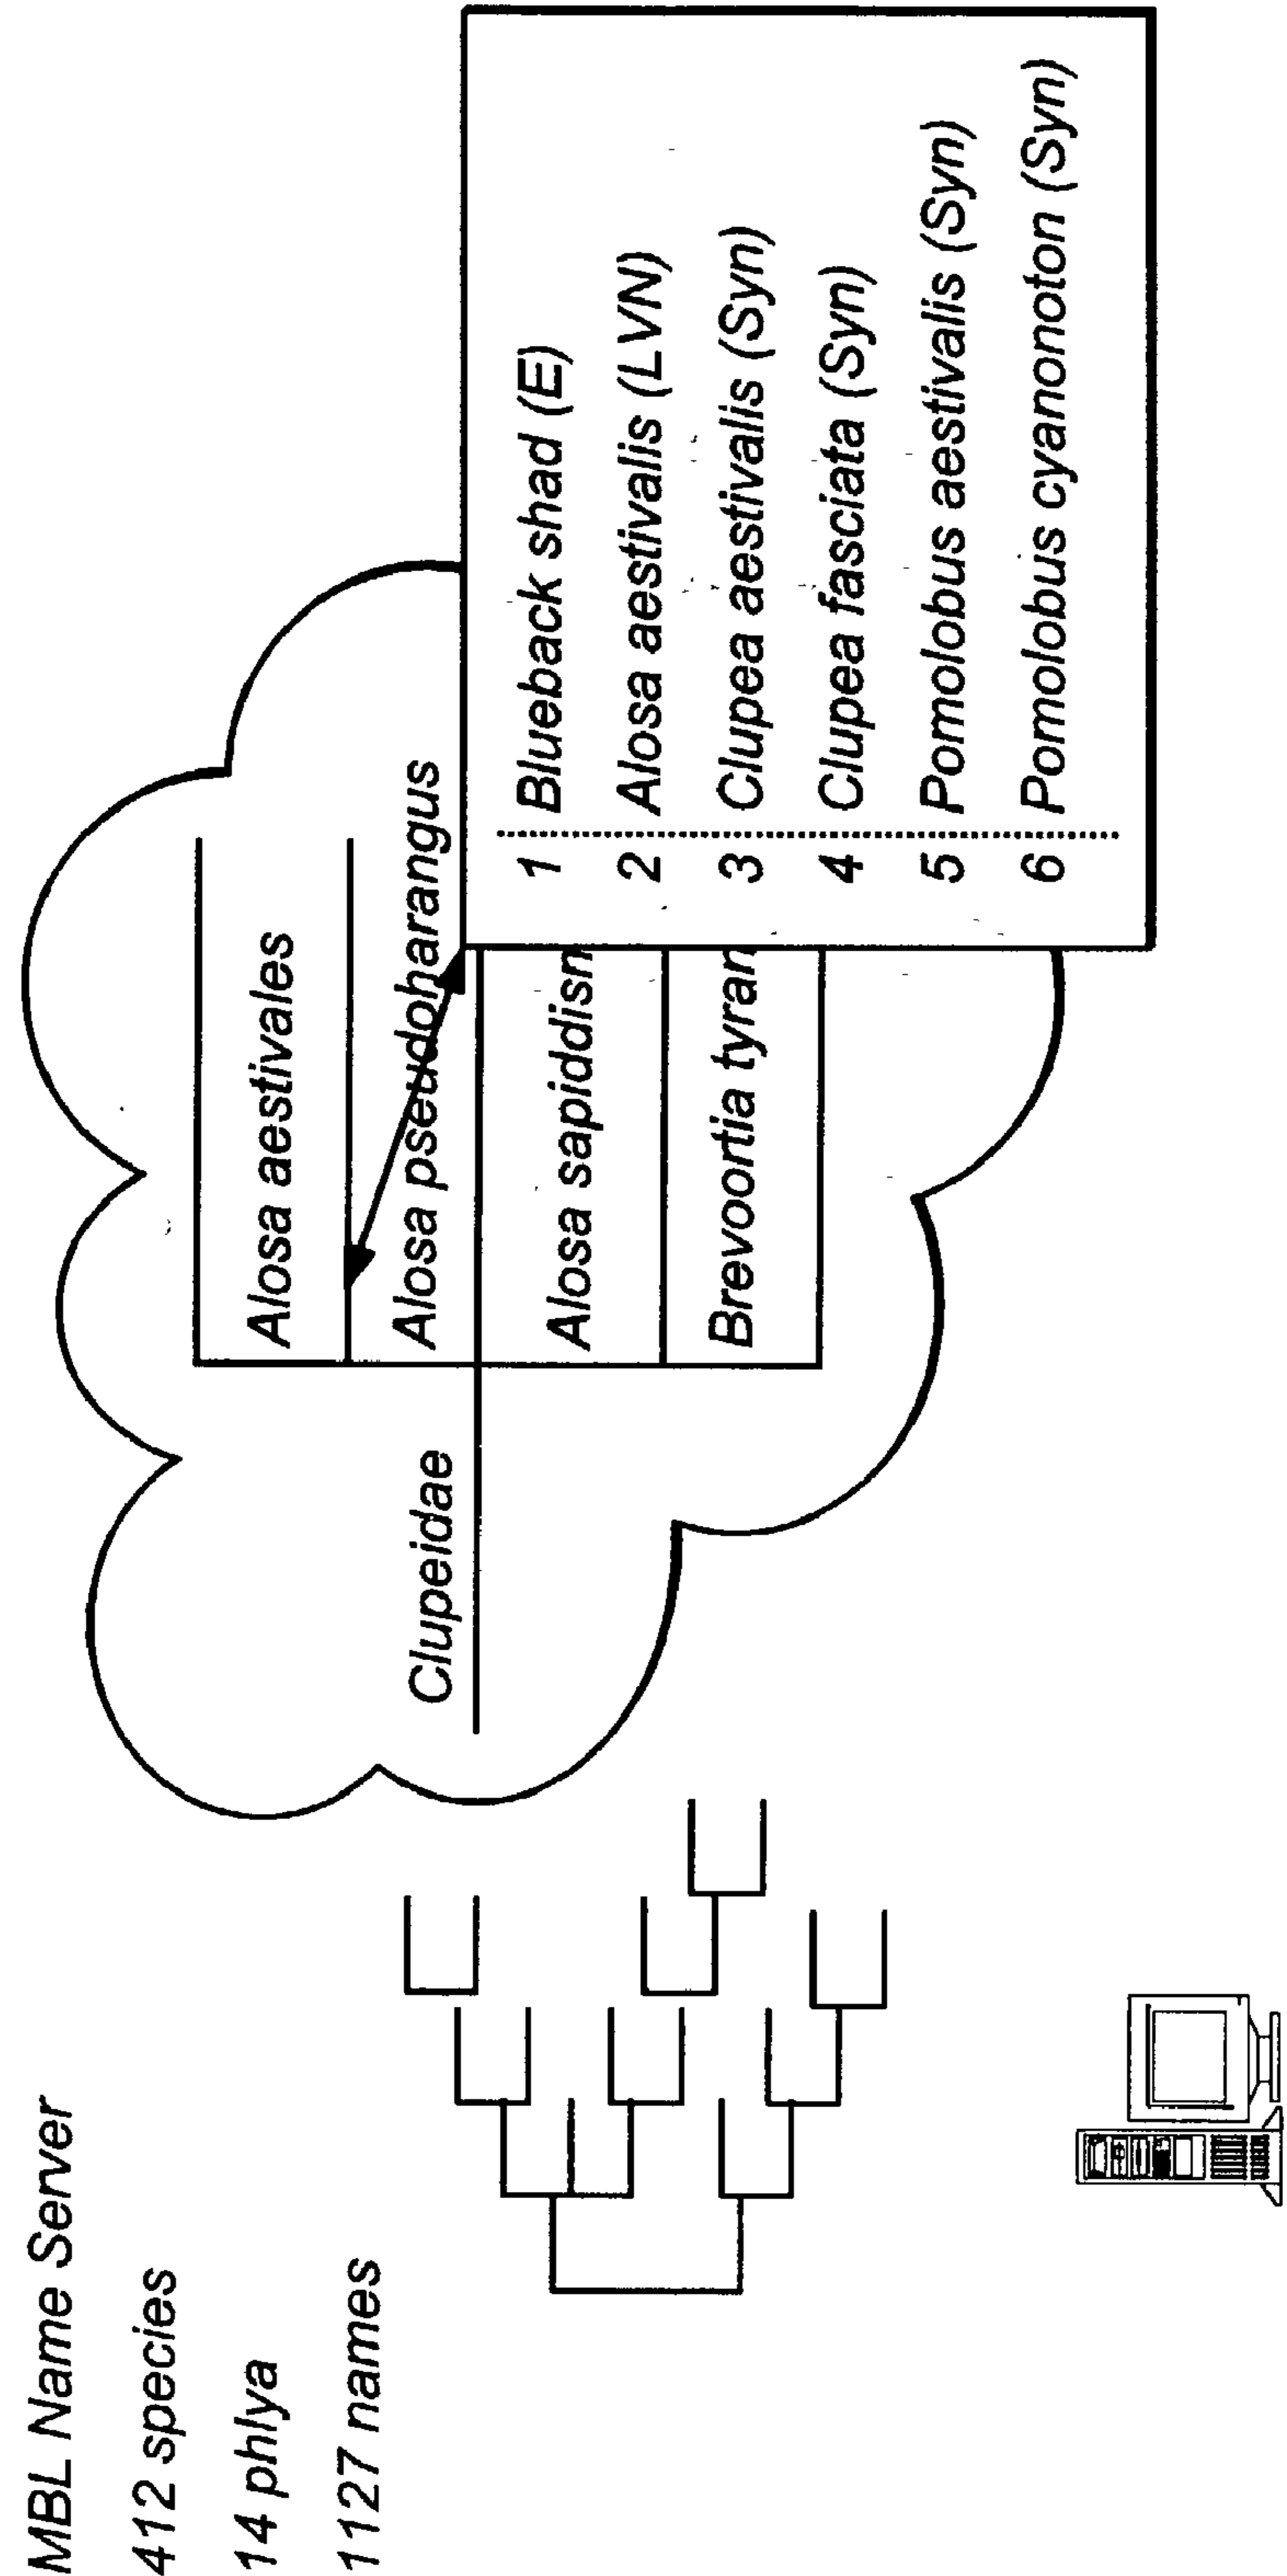 MBL Name Server
412 species
14 phlya
1127 names
Clupeidae
Alosa aestivales
Alosa pseudoharangus
Alosa sapiddisn
Brevoortia tyran
1 Blueback shad (E)
2 Alosa aestivalis (LVN)
3 Clupea aestivalis (Syn)
4 Clupea fasciata (Syn)
5 Pomolobus aestivalis (Syn)
6 Pomolobus cyanonoton (Syn)